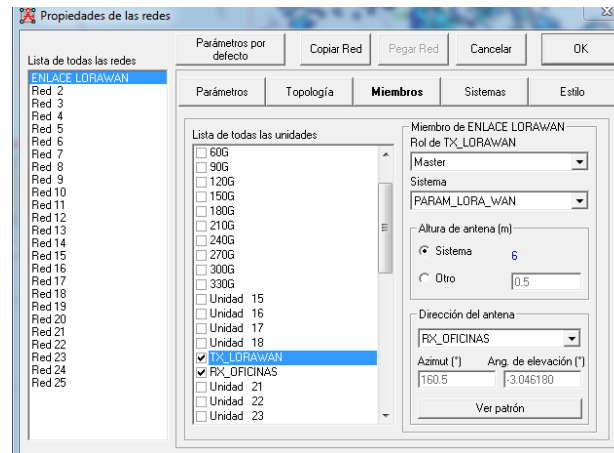 Propiedades de las redes
Lista de todas las redes
ENLACE LORAWAN
Red 2
Red 3
Red 4
Red 5
Red 6
Red 7
Red 8
Red 9
Red 10
Red 11
Red 12
Red 13
Red 14
Red 15
Red 16
Red 17
Red 18
Red 19
Red 20
Red 21
Red 22
Red 23
Red 24
Red 25
Parámetros por
defecto
Copiar Red
Pegar Red
Cancelar
OK
Parámetros
Topología
Miembros
Sistemas
Estilo
Lista de todas las unidades
60G
90G
120G
150G
180G
210G
240G
270G
300G
330G
Unidad 15
Unidad 16
Unidad 17
Unidad 18
TX_LORAWAN
RX_OFICINAS
Unidad 21
Unidad 22
Unidad 23
Miembro de ENLACE LORAWAN
Rol de TX_LORAWAN
Master
Sistema
PARAM_LORA_WAN
Altura de antena (m)
Sistema 6
Otro 0.5
Dirección del antena
RX_OFICINAS
Azimut (°) Ang. de elevación (°)
160.5 -3.046180
Ver patrón